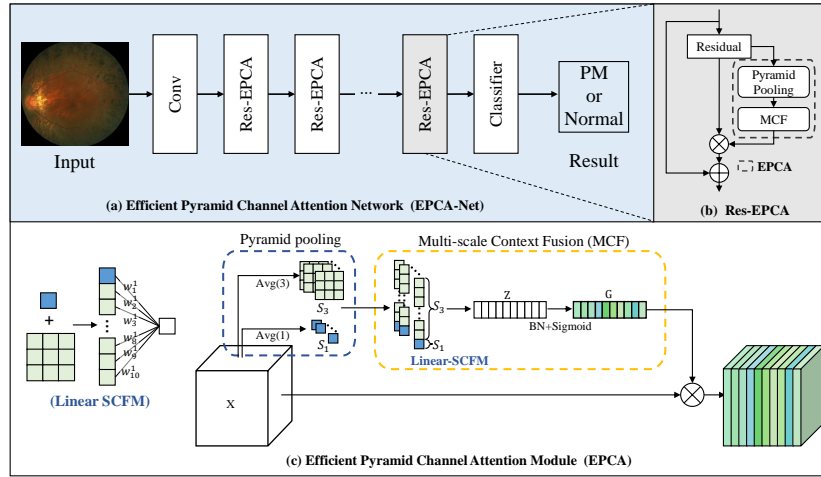 Input
Conv
Res-EPCA
Res-EPCA
...
Res-EPCA
Classifier
PM
or
Normal
Result
(a) Efficient Pyramid Channel Attention Network (EPCA-Net)
Residual
Pyramid
Pooling
MCF
EPCA
(b) Res-EPCA
+
w₁¹
w₂¹
w₃¹
w₈¹
w₉¹
w₁₀¹
(Linear SCFM)
Pyramid pooling
Avg(3)
S₃
Avg(1)
S₁
X
Multi-scale Context Fusion (MCF)
S₃
S₁
Linear-SCFM
Z
BN+Sigmoid
G
(c) Efficient Pyramid Channel Attention Module (EPCA)